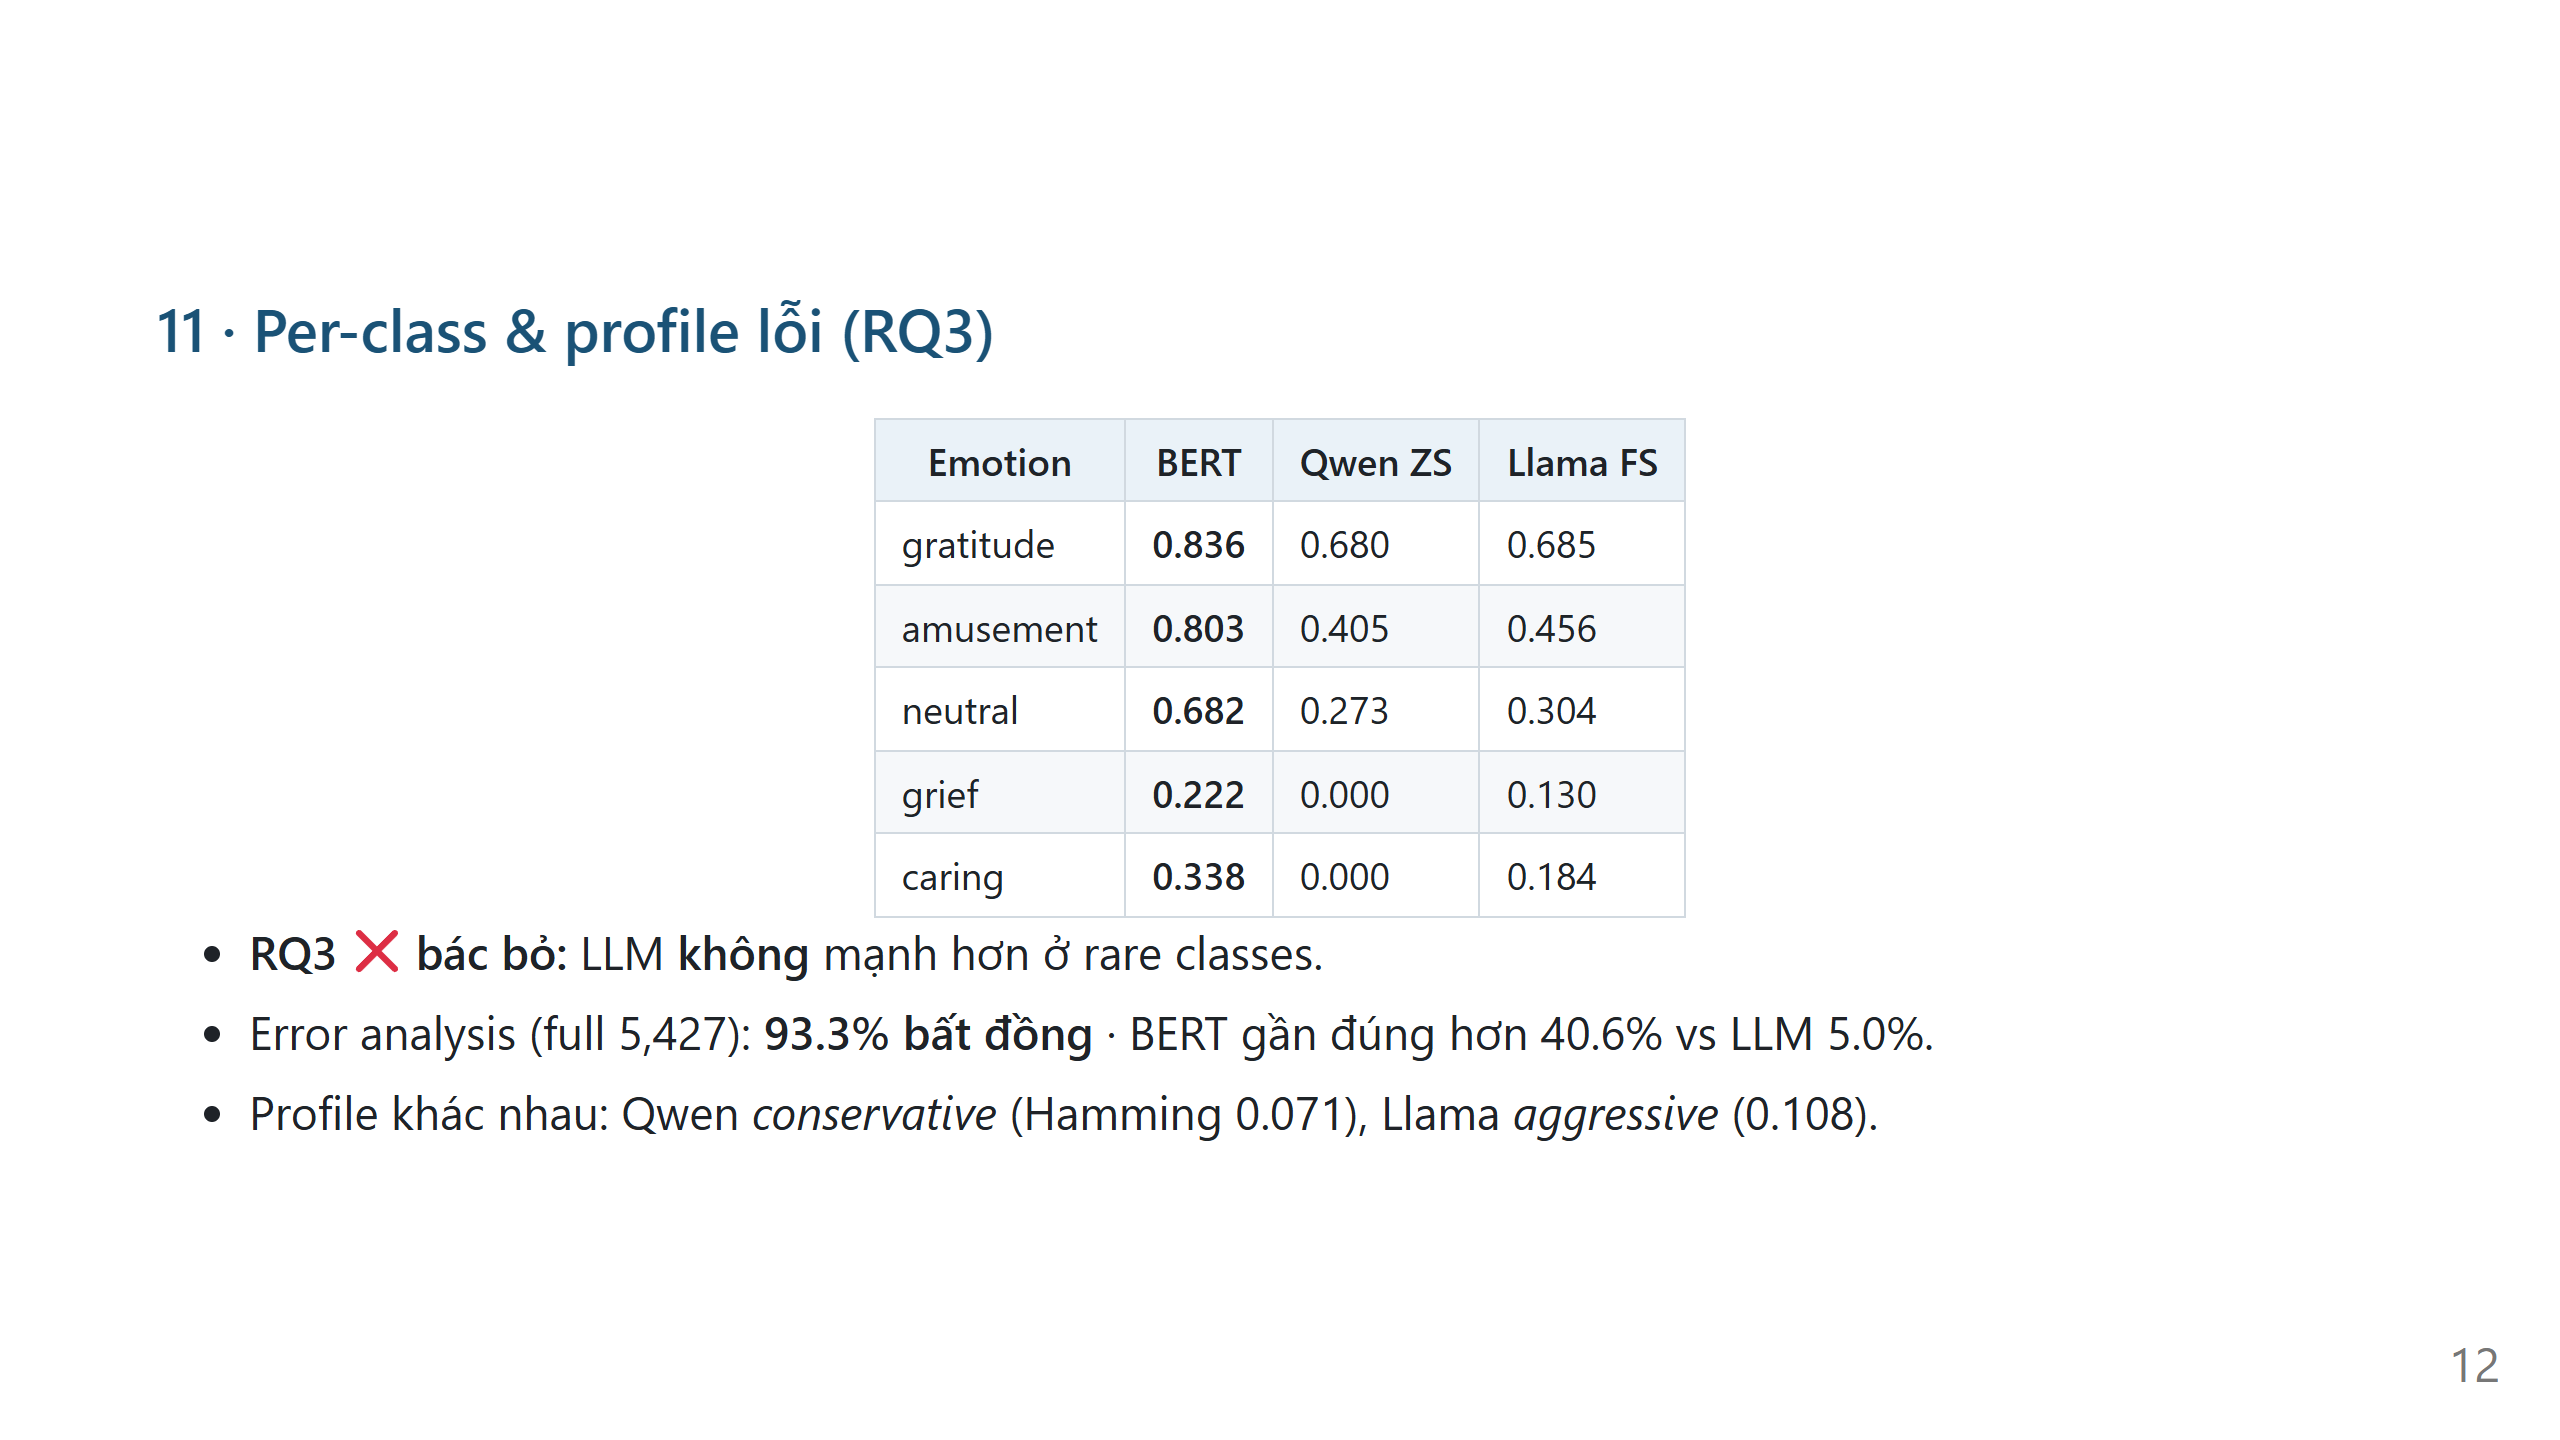 11 · Per-class & profile lỗi (RQ3)
Emotion BERT Qwen ZS Llama FS
gratitude 0.836 0.680 0.685
amusement 0.803 0.405 0.456
neutral 0.682 0.273 0.304
grief 0.222 0.000 0.130
caring 0.338 0.000 0.184
• RQ3 ❌ bác bỏ: LLM không mạnh hơn ở rare classes.
• Error analysis (full 5,427): 93.3% bất đồng · BERT gần đúng hơn 40.6% vs LLM 5.0%.
• Profile khác nhau: Qwen conservative (Hamming 0.071), Llama aggressive (0.108).
12